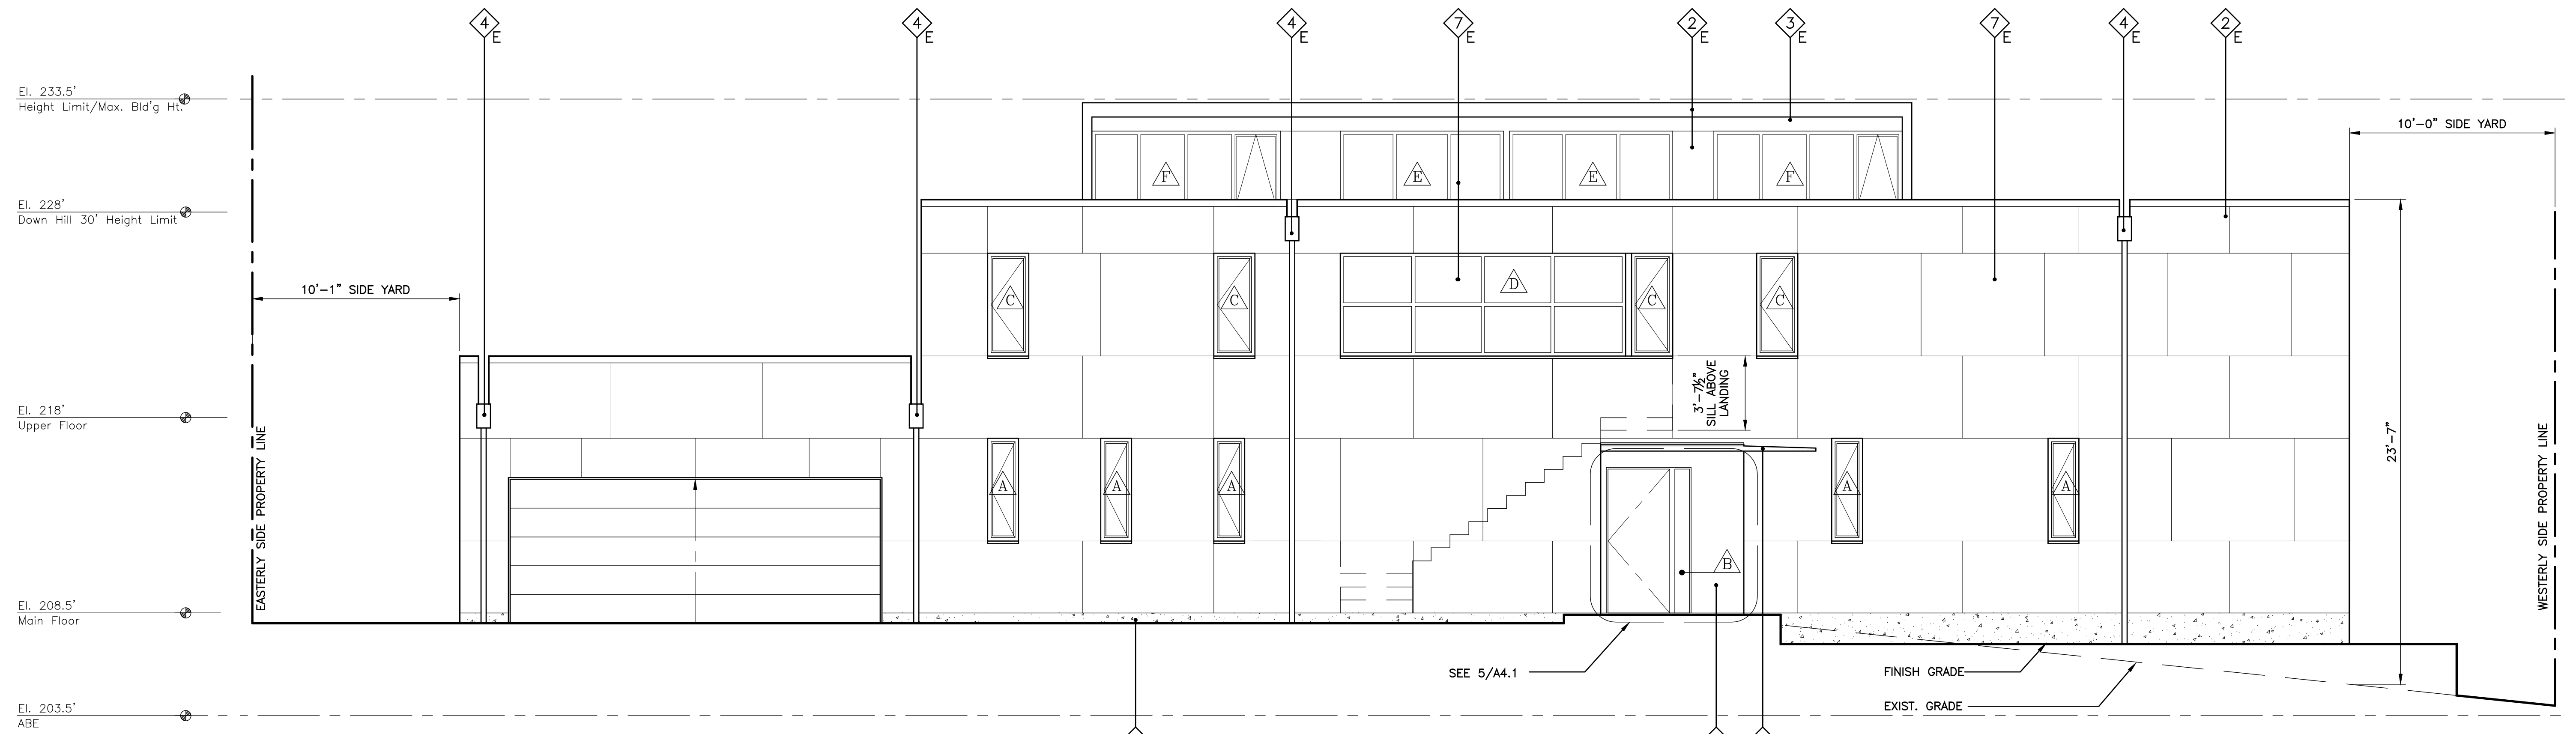 4
E
4
E
4
E
7
E
2
E
3
E
7
E
4
E
2
E
El. 233.5'
Height Limit/Max. Bld'g Ht.
10'-0" SIDE YARD
F
E
E
F
El. 228'
Down Hill 30' Height Limit
10'-1" SIDE YARD
C
C
D
C
C
3'-7½"
SILL ABOVE
LANDING
El. 218'
Upper Floor
23'-7"
EASTERLY SIDE PROPERTY LINE
A
A
A
A
A
B
WESTERLY SIDE PROPERTY LINE
El. 208.5'
Main Floor
SEE 5/A4.1
FINISH GRADE
EXIST. GRADE
El. 203.5'
ABE